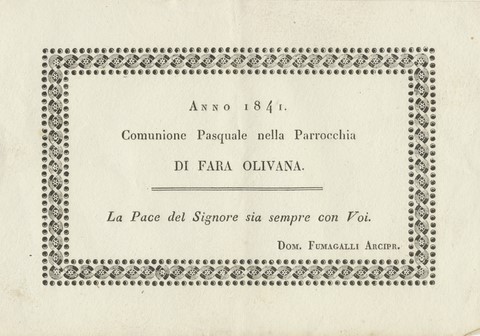 Anno 1841.
Comunione Pasquale nella Parrocchia
DI FARA OLIVANA.
La Pace del Signore sia sempre con Voi.
Dom. Fumagalli Arcipr.